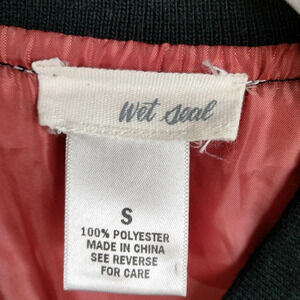 wet seal
S
100% POLYESTER
MADE IN CHINA
SEE REVERSE
FOR CARE